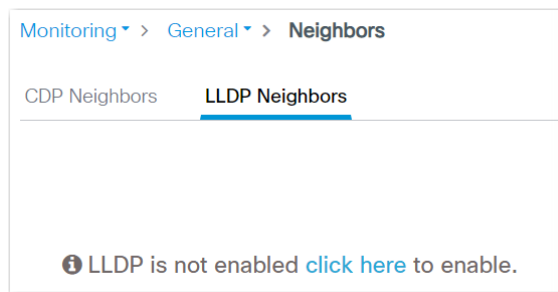 Monitoring > General > Neighbors
CDP Neighbors LLDP Neighbors
LLDP is not enabled click here to enable.